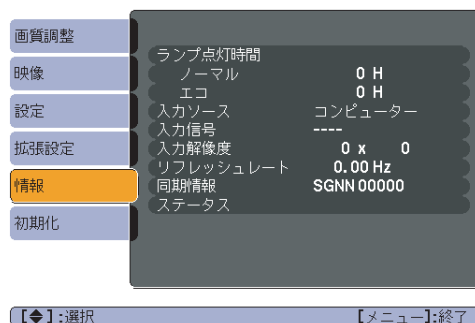 画質調整
映像
設定
拡張設定
情報
初期化
ランプ点灯時間
ノーマル 0 H
エコ 0 H
入力ソース コンピューター
入力信号 ----
入力解像度 0 x 0
リフレッシュレート 0.00 Hz
同期情報 SGNN 00000
ステータス
【◆】:選択 【メニュー】:終了